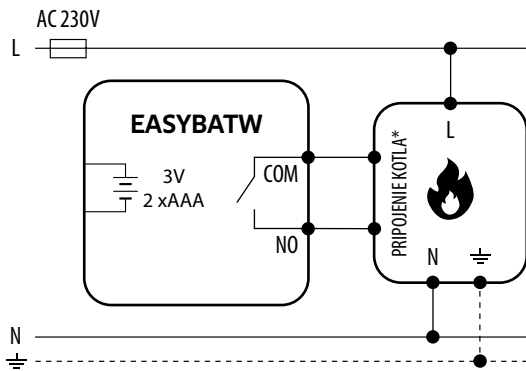 AC 230V
L
EASYBATW
3V
2 xAAA
COM
NO
PRIPOJENIE KOTLA*
L
N
N